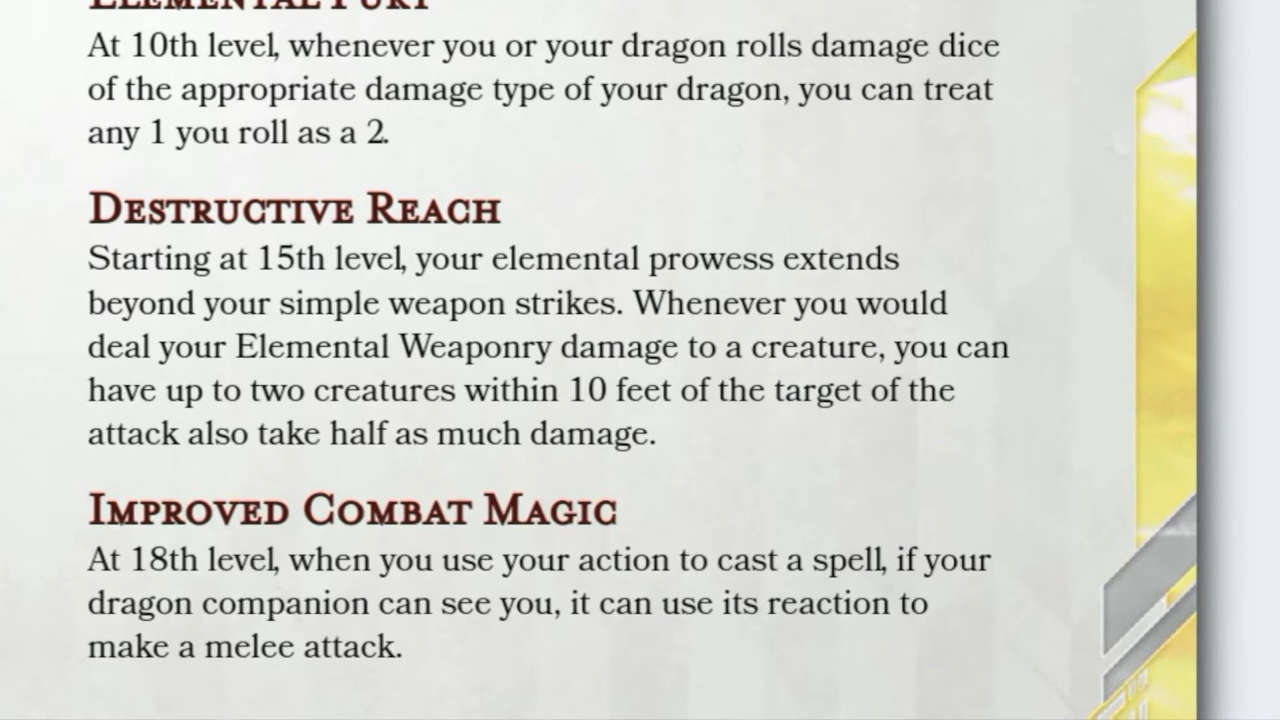 ELEMENTAL FURY
At 10th level, whenever you or your dragon rolls damage dice
of the appropriate damage type of your dragon, you can treat
any 1 you roll as a 2.
DESTRUCTIVE REACH
Starting at 15th level, your elemental prowess extends
beyond your simple weapon strikes. Whenever you would
deal your Elemental Weaponry damage to a creature, you can
have up to two creatures within 10 feet of the target of the
attack also take half as much damage.
IMPROVED COMBAT MAGIC
At 18th level, when you use your action to cast a spell, if your
dragon companion can see you, it can use its reaction to
make a melee attack.